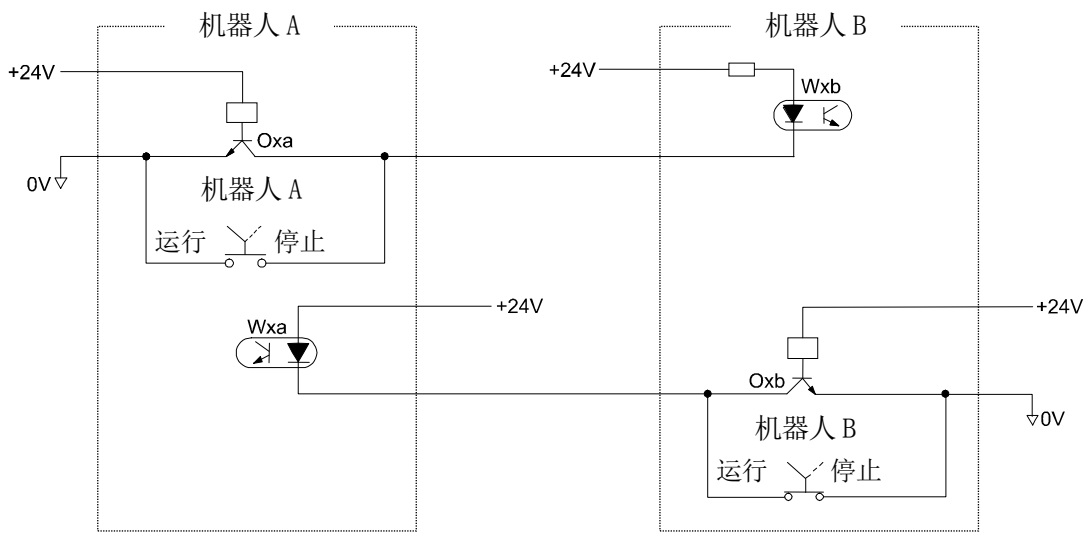 机器人 A
机器人 B
+24V
+24V
Wxb
Oxa
0V
机器人 A
运行 停止
+24V
+24V
Wxa
Oxb
0V
机器人 B
运行 停止